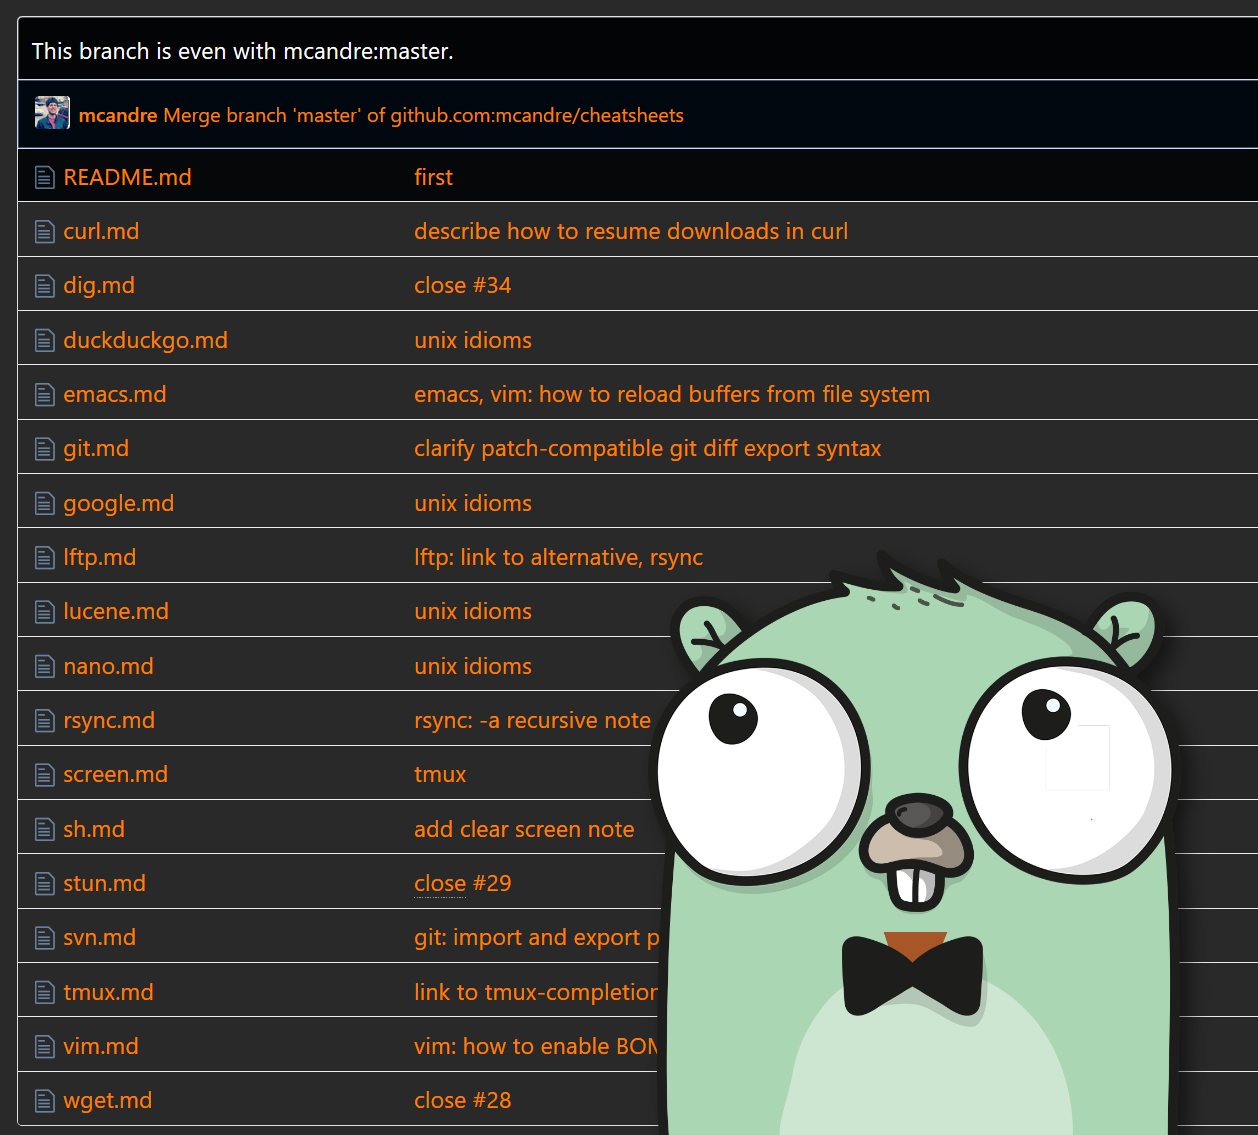 This branch is even with mcandre:master.
mcandre Merge branch 'master' of github.com:mcandre/cheatsheets
README.md first
curl.md describe how to resume downloads in curl
dig.md close #34
duckduckgo.md unix idioms
emacs.md emacs, vim: how to reload buffers from file system
git.md clarify patch-compatible git diff export syntax
google.md unix idioms
lftp.md lftp: link to alternative, rsync
lucene.md unix idioms
nano.md unix idioms
rsync.md rsync: -a recursive note
screen.md tmux
sh.md add clear screen note
stun.md close #29
svn.md git: import and export p
tmux.md link to tmux-completion
vim.md vim: how to enable BOM
wget.md close #28